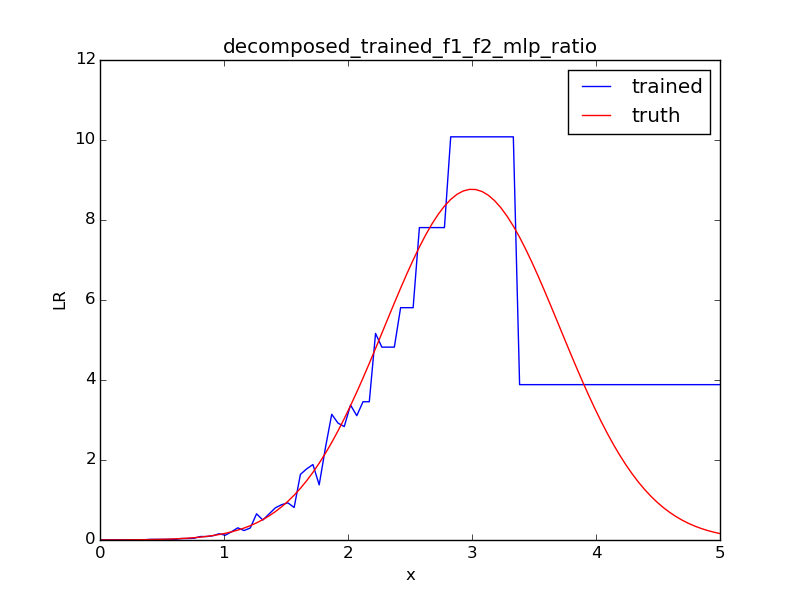 decomposed_trained_f1_f2_mlp_ratio
12
10
8
6
4
2
0
LR
trained
truth
0 1 2 3 4 5
x